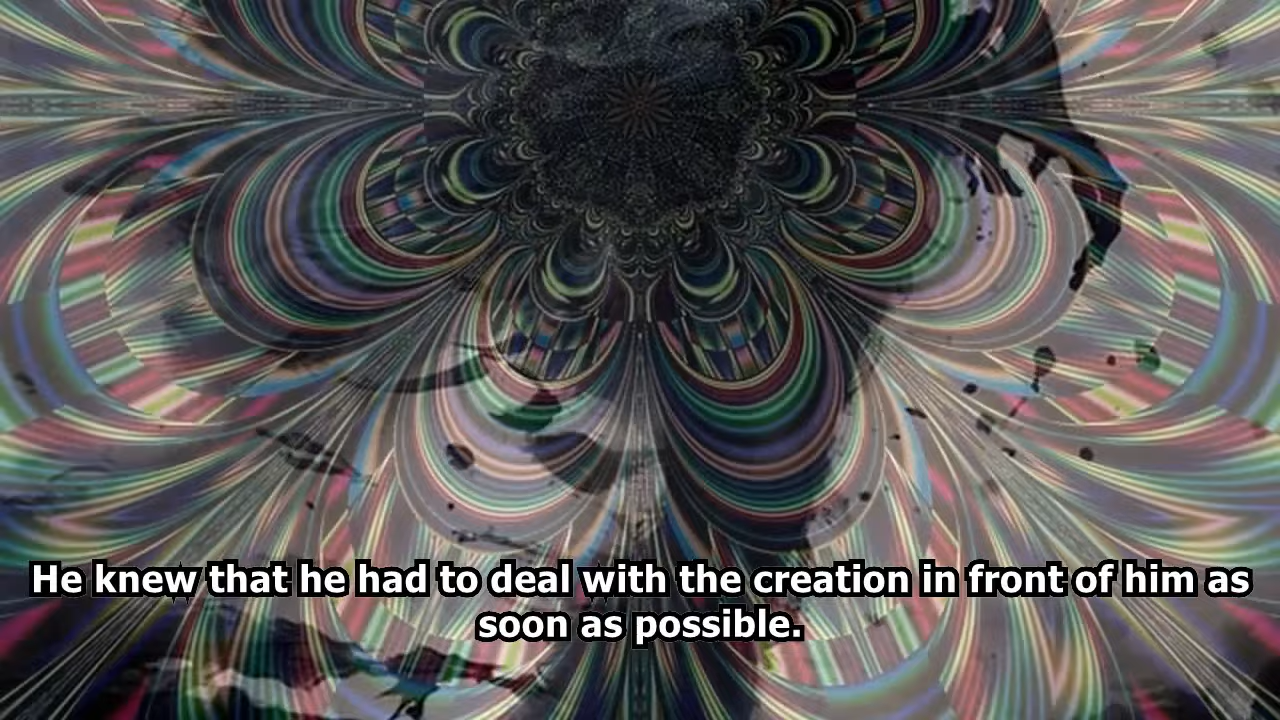 He knew that he had to deal with the creation in front of him as
soon as possible.